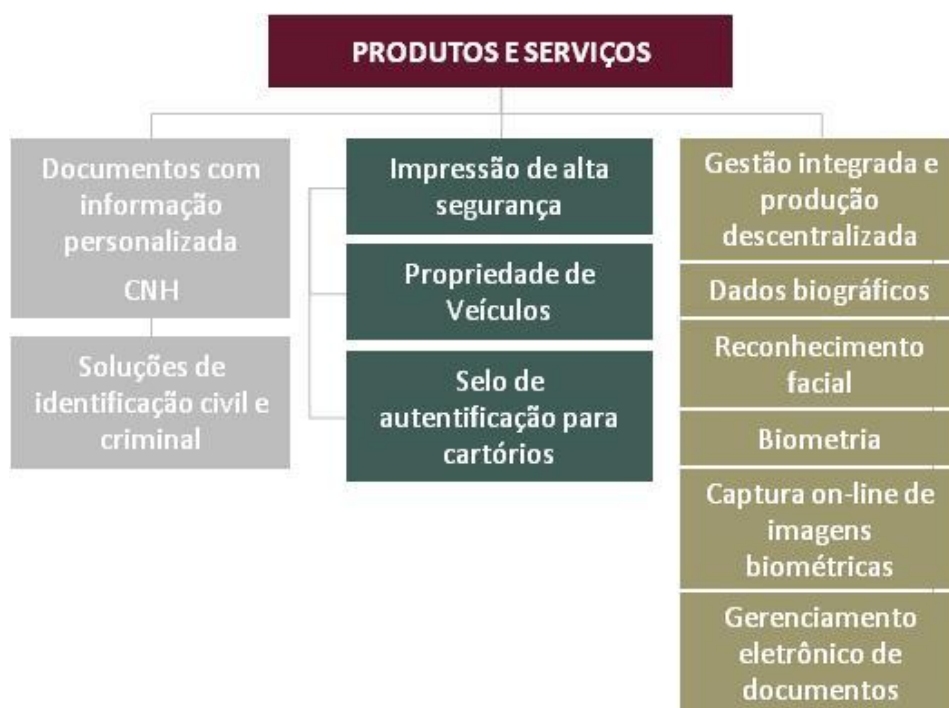 PRODUTOS E SERVIÇOS
Documentos com
informação
personalizada
CNH
Soluções de
identificação civil e
criminal
Impressão de alta
segurança
Propriedade de
Veículos
Selo de
autentificação para
cartórios
Gestão integrada e
produção
descentralizada
Dados biográficos
Reconhecimento
facial
Biometria
Captura on-line de
imagens
biométricas
Gerenciamento
eletrônico de
documentos